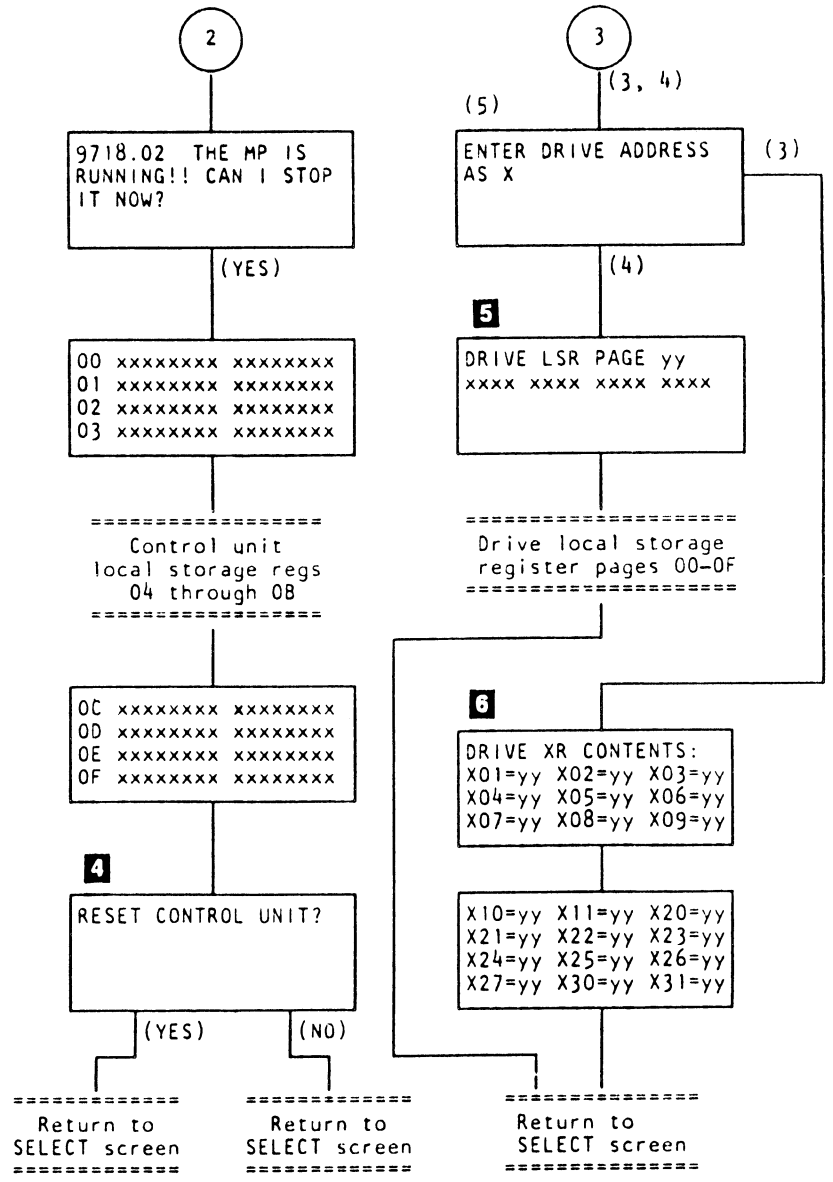 2
9718.02 THE MP IS
RUNNING!! CAN I STOP
IT NOW?
(YES)
00 xxxxxxxx xxxxxxxx
01 xxxxxxxx xxxxxxxx
02 xxxxxxxx xxxxxxxx
03 xxxxxxxx xxxxxxxx
==================
Control unit
local storage regs
04 through 0B
==================
0C xxxxxxxx xxxxxxxx
0D xxxxxxxx xxxxxxxx
0E xxxxxxxx xxxxxxxx
0F xxxxxxxx xxxxxxxx
4
RESET CONTROL UNIT?
(YES)
(NO)
=============
Return to
SELECT screen
=============
=============
Return to
SELECT screen
=============
3
(3, 4)
(5)
ENTER DRIVE ADDRESS
AS X
(3)
(4)
5
DRIVE LSR PAGE yy
xxxx xxxx xxxx xxxx
=====================
Drive local storage
register pages 00-0F
=====================
6
DRIVE XR CONTENTS:
X01=yy X02=yy X03=yy
X04=yy X05=yy X06=yy
X07=yy X08=yy X09=yy
X10=yy X11=yy X20=yy
X21=yy X22=yy X23=yy
X24=yy X25=yy X26=yy
X27=yy X30=yy X31=yy
=============
Return to
SELECT screen
=============